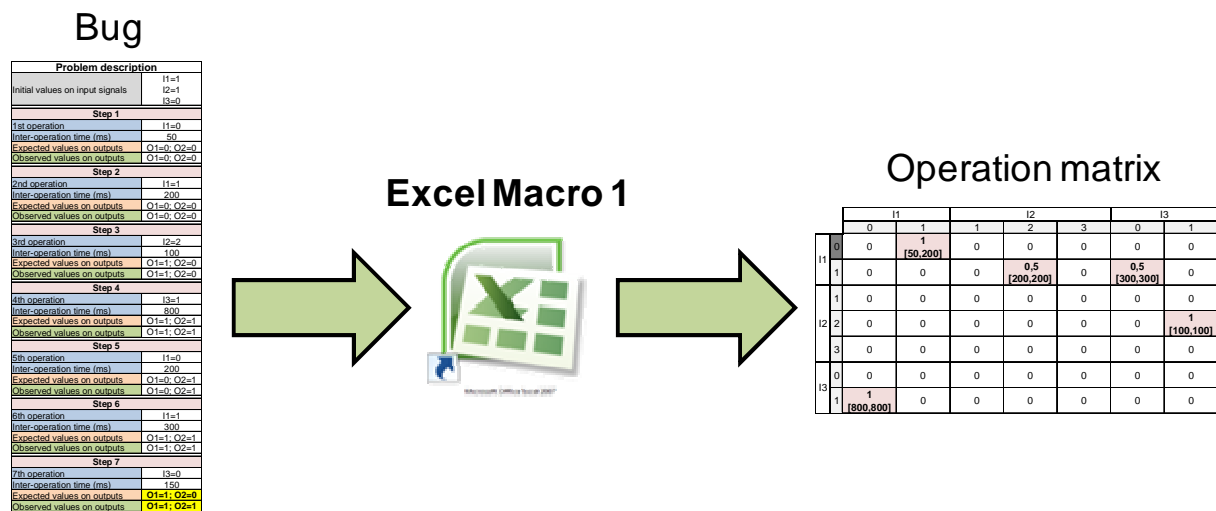 Bug
Problem description
Initial values on input signals
I1=1
I2=1
I3=0
Step 1
1st operation I1=0
Inter-operation time (ms) 50
Expected values on outputs O1=0; O2=0
Observed values on outputs O1=0; O2=0
Step 2
2nd operation I1=1
Inter-operation time (ms) 200
Expected values on outputs O1=0; O2=0
Observed values on outputs O1=0; O2=0
Step 3
3rd operation I2=2
Inter-operation time (ms) 100
Expected values on outputs O1=1; O2=0
Observed values on outputs O1=1; O2=0
Step 4
4th operation I3=1
Inter-operation time (ms) 800
Expected values on outputs O1=1; O2=1
Observed values on outputs O1=1; O2=1
Step 5
5th operation I1=0
Inter-operation time (ms) 200
Expected values on outputs O1=0; O2=1
Observed values on outputs O1=0; O2=1
Step 6
6th operation I1=1
Inter-operation time (ms) 300
Expected values on outputs O1=1; O2=1
Observed values on outputs O1=1; O2=1
Step 7
7th operation I3=0
Inter-operation time (ms) 150
Expected values on outputs O1=1; O2=0
Observed values on outputs O1=1; O2=1
Excel Macro 1
Microsoft Office Excel 2007
Operation matrix
I1 I2 I3
0 1 1 2 3 0 1
I1 0 0 1 [50,200] 0 0 0 0 0
1 0 0 0 0,5 [200,200] 0 0,5 [300,300] 0
I2 1 0 0 0 0 0 0 0
2 0 0 0 0 0 0 1 [100,100]
3 0 0 0 0 0 0 0
I3 0 0 0 0 0 0 0 0
1 1 [800,800] 0 0 0 0 0 0